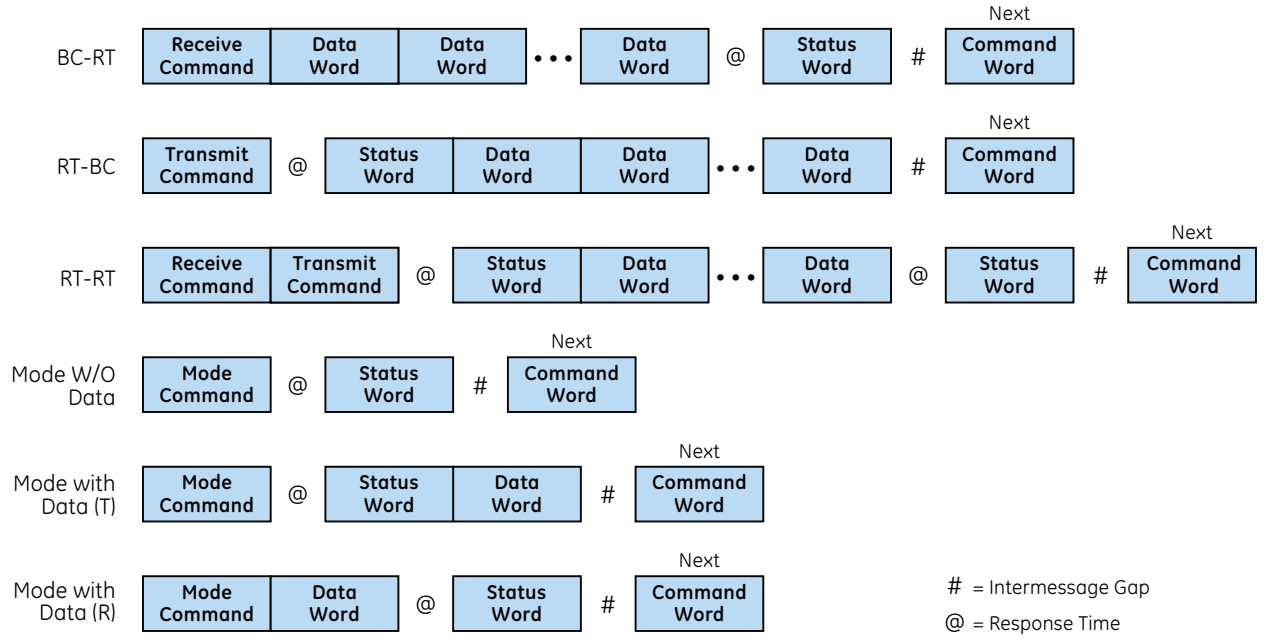 Next
BC-RT
Receive Command
Data Word
Data Word
•••
Data Word
@
Status Word
#
Command Word
Next
RT-BC
Transmit Command
@
Status Word
Data Word
Data Word
•••
Data Word
#
Command Word
Next
RT-RT
Receive Command
Transmit Command
@
Status Word
Data Word
•••
Data Word
@
Status Word
#
Command Word
Next
Mode W/O
Data
Mode Command
@
Status Word
#
Command Word
Next
Mode with
Data (T)
Mode Command
@
Status Word
Data Word
#
Command Word
Next
Mode with
Data (R)
Mode Command
Data Word
@
Status Word
#
Command Word
# = Intermessage Gap
@ = Response Time